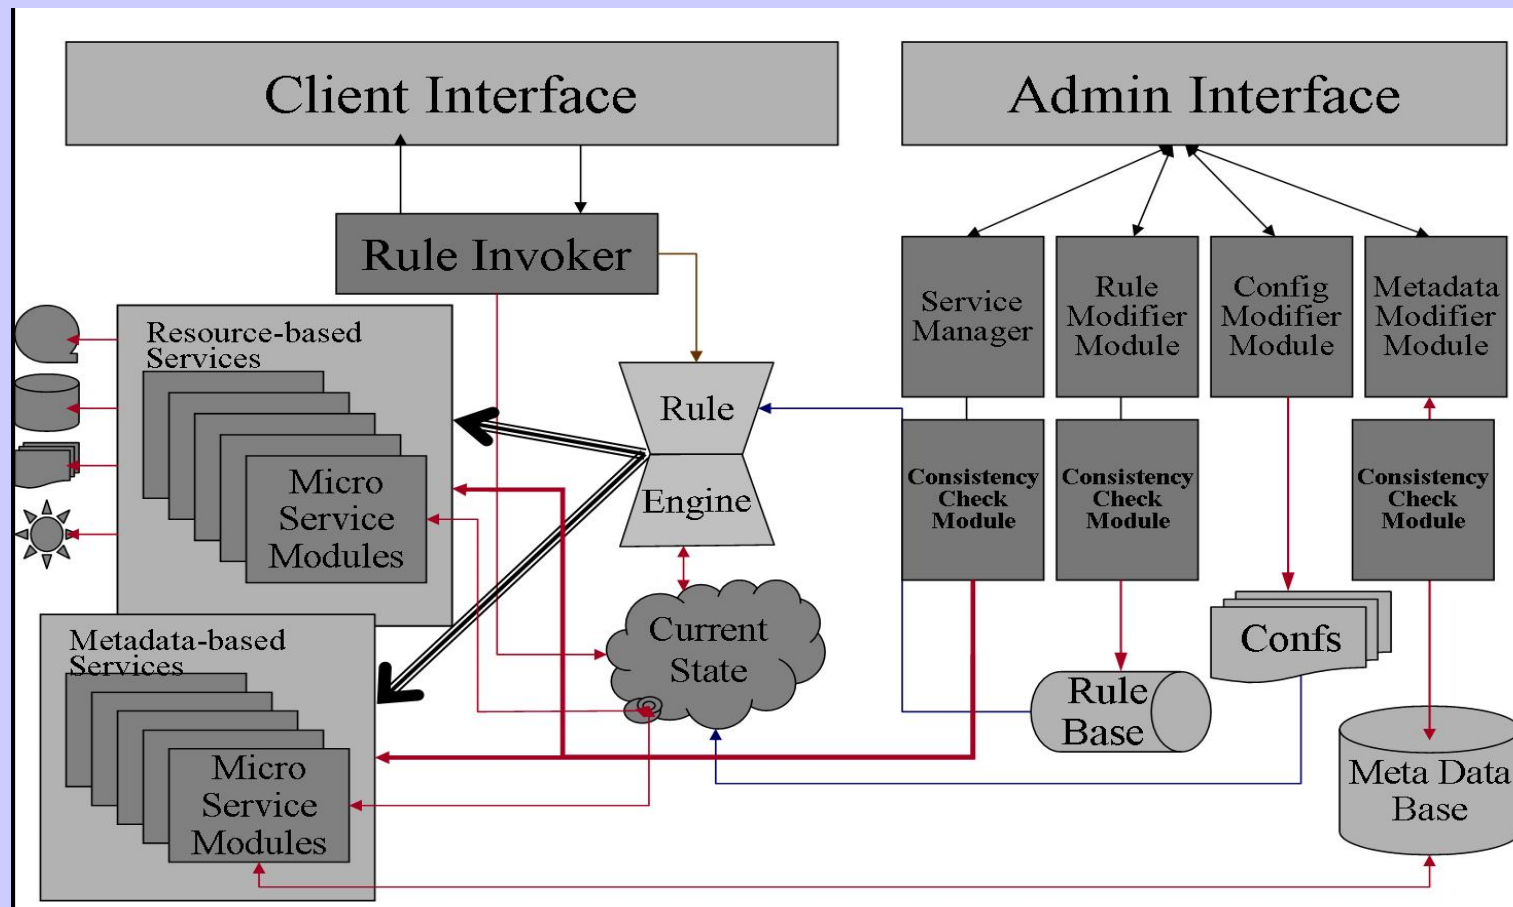 Client Interface
Admin Interface
Rule Invoker
Service
Manager
Rule
Modifier
Module
Config
Modifier
Module
Metadata
Modifier
Module
Resource-based
Services
Micro
Service
Modules
Rule
Engine
Consistency
Check
Module
Consistency
Check
Module
Consistency
Check
Module
Current
State
Confs
Rule
Base
Meta Data
Base
Metadata-based
Services
Micro
Service
Modules